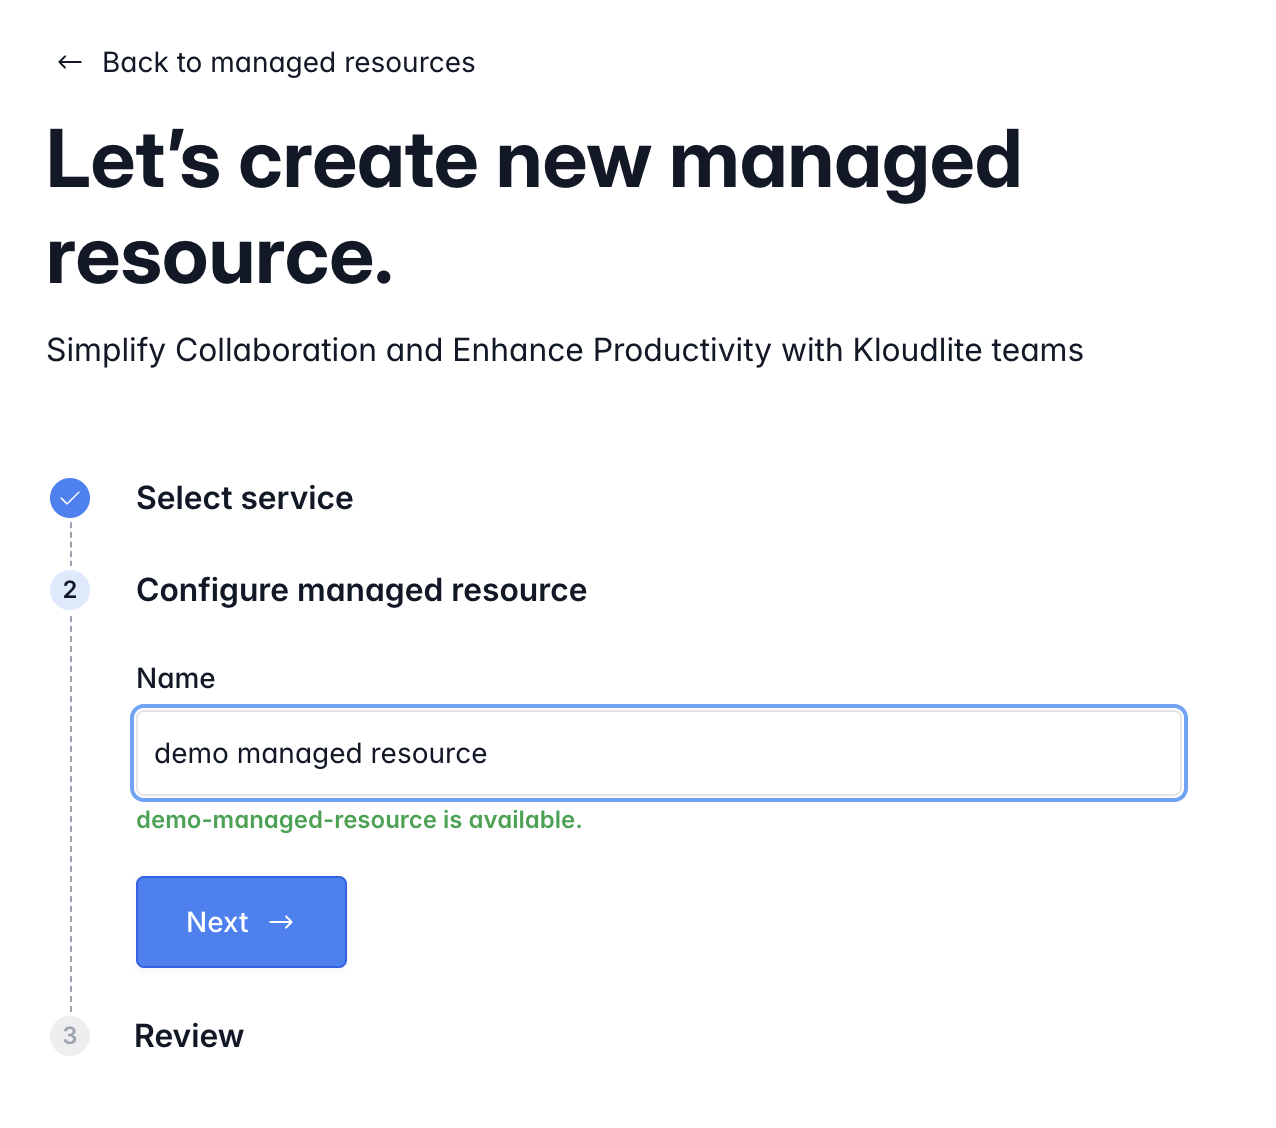 ← Back to managed resources
Let’s create new managed
resource.
Simplify Collaboration and Enhance Productivity with Kloudlite teams
Select service
2 Configure managed resource
Name
demo managed resource
demo-managed-resource is available.
Next →
3 Review